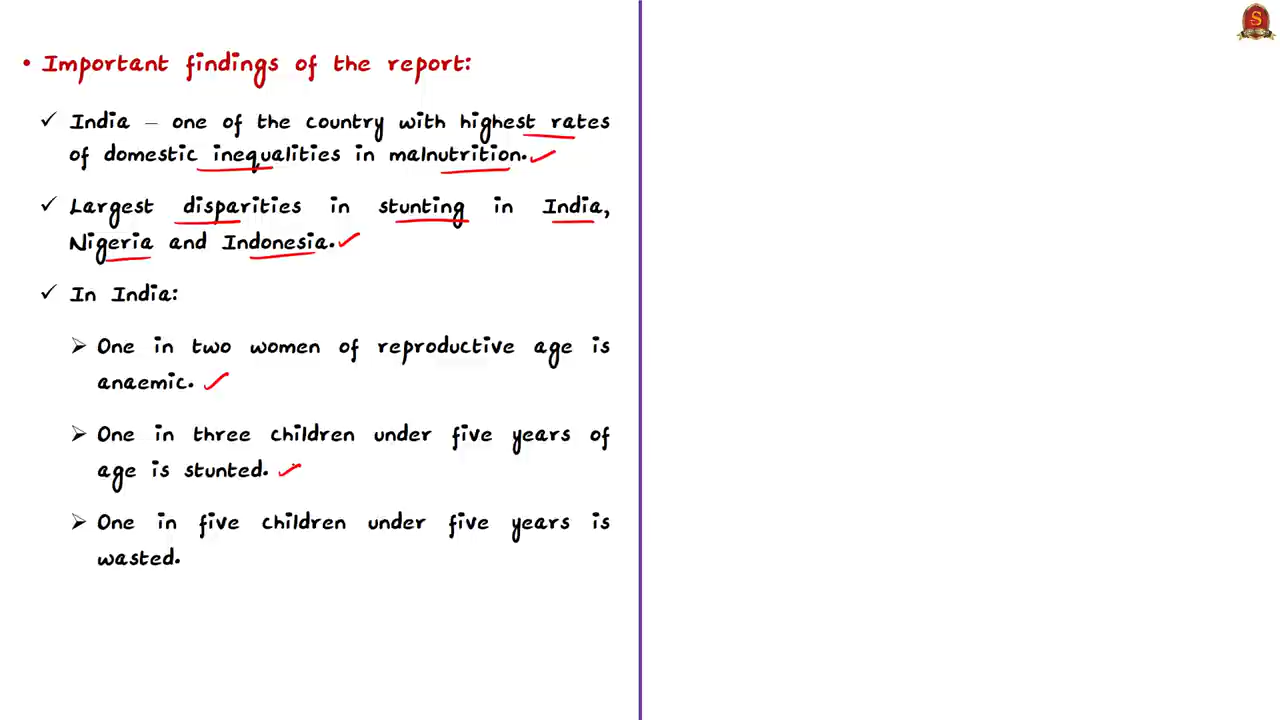 • Important findings of the report:
✓ India – one of the country with highest rates
of domestic inequalities in malnutrition.
✓ Largest disparities in stunting in India,
Nigeria and Indonesia.
✓ In India:
➢ One in two women of reproductive age is
anaemic.
➢ One in three children under five years of
age is stunted.
➢ One in five children under five years is
wasted.
S